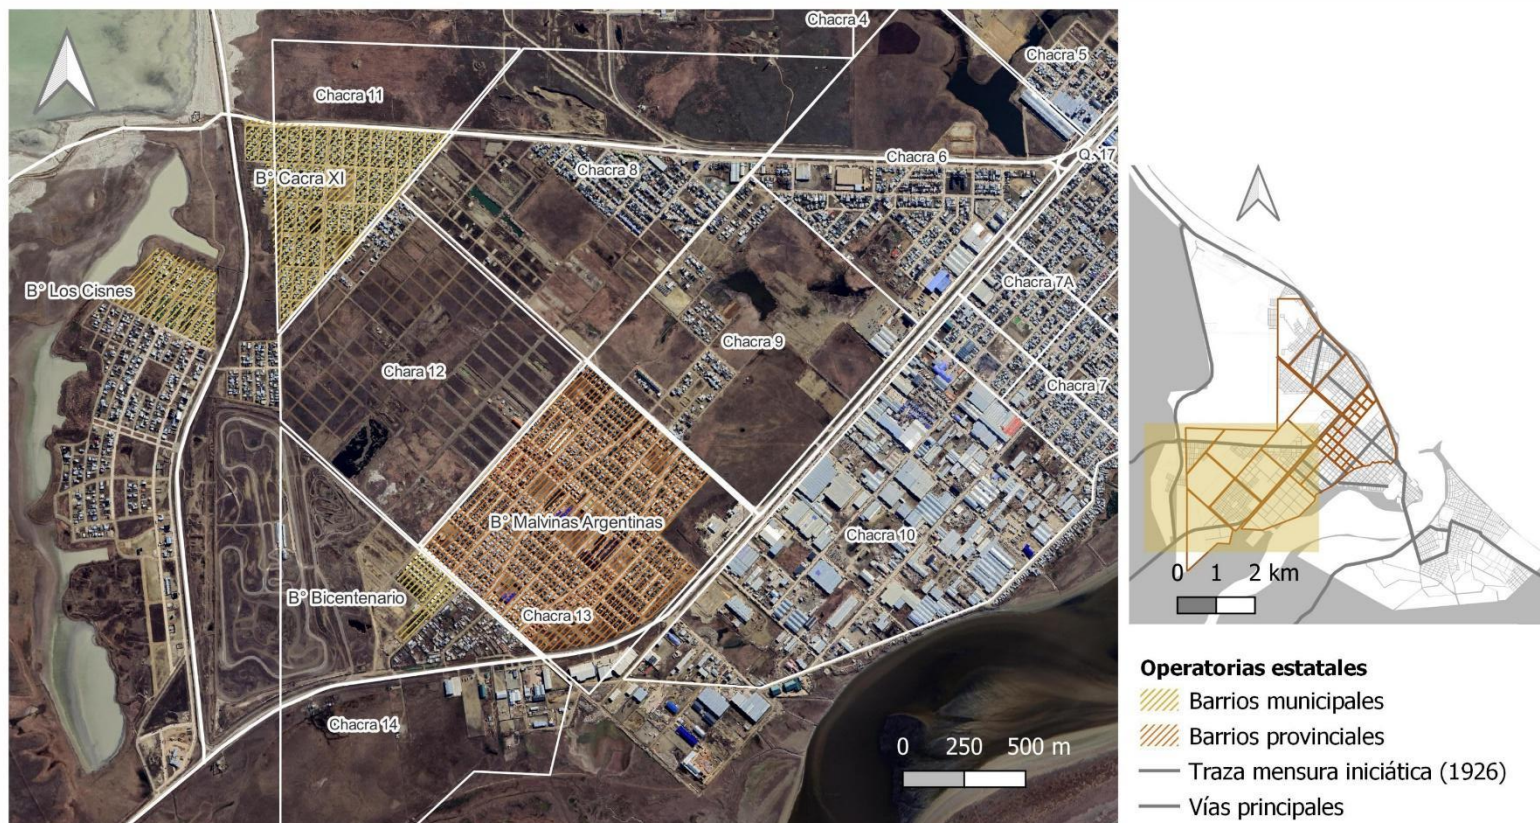 Chacra 4
Chacra 5
Chacra 11
Chacra 6
Q. 17
Chacra 8
B° Cacra XI
Chacra 7A
B° Los Cisnes
Chacra 9
Chara 12
Chacra 7
B° Malvinas Argentinas
Chacra 10
B° Bicentenario
Chacra 13
Chacra 14
0 250 500 m
0 1 2 km
Operatorias estatales
Barrios municipales
Barrios provinciales
Traza mensura iniciática (1926)
Vías principales